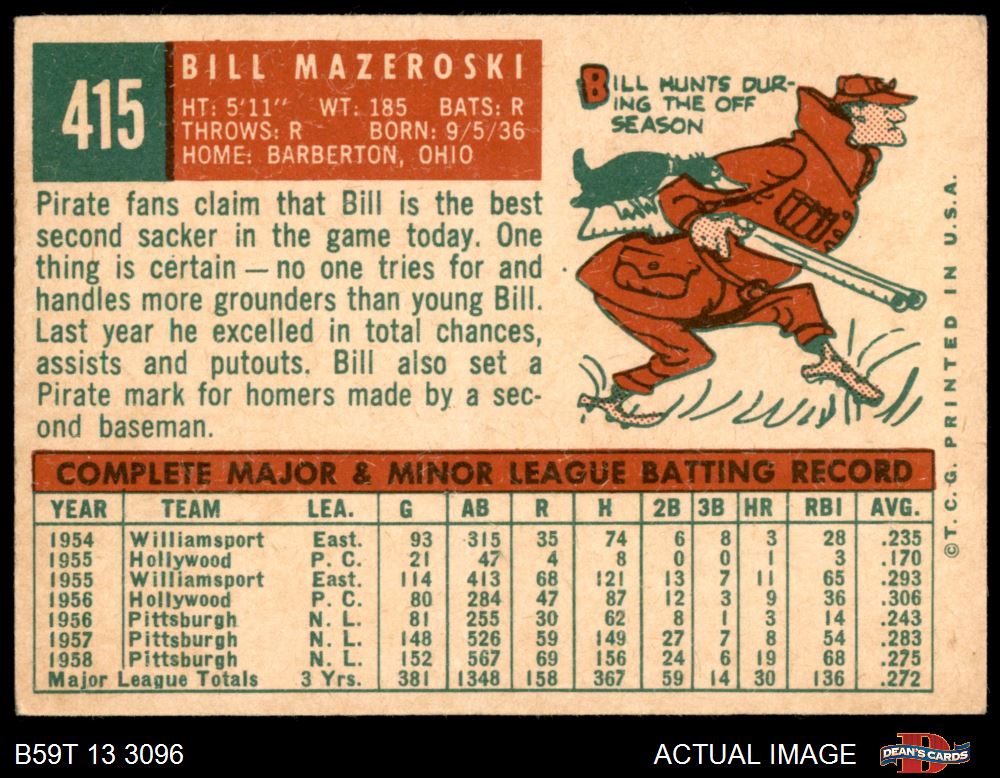 415
BILL MAZEROSKI
HT: 5'11" WT: 185 BATS: R
THROWS: R BORN: 9/5/36
HOME: BARBERTON, OHIO
BILL HUNTS DUR-
ING THE OFF
SEASON
Pirate fans claim that Bill is the best
second sacker in the game today. One
thing is certain — no one tries for and
handles more grounders than young Bill.
Last year he excelled in total chances,
assists and putouts. Bill also set a
Pirate mark for homers made by a sec-
ond baseman.
©T.C.G. PRINTED IN U.S.A.
COMPLETE MAJOR & MINOR LEAGUE BATTING RECORD
YEAR TEAM LEA. G AB R H 2B 3B HR RBI AVG.
1954 Williamsport East. 93 315 35 74 6 8 3 28 .235
1955 Hollywood P. C. 21 47 4 8 0 0 1 3 .170
1955 Williamsport East. 114 413 68 121 13 7 11 65 .293
1956 Hollywood P. C. 80 284 47 87 12 3 9 36 .306
1956 Pittsburgh N. L. 81 255 30 62 8 1 3 14 .243
1957 Pittsburgh N. L. 148 526 59 149 27 7 8 54 .283
1958 Pittsburgh N. L. 152 567 69 156 24 6 19 68 .275
Major League Totals 3 Yrs. 381 1348 158 367 59 14 30 136 .272
B59T 13 3096
ACTUAL IMAGE
DEAN'S CARDS